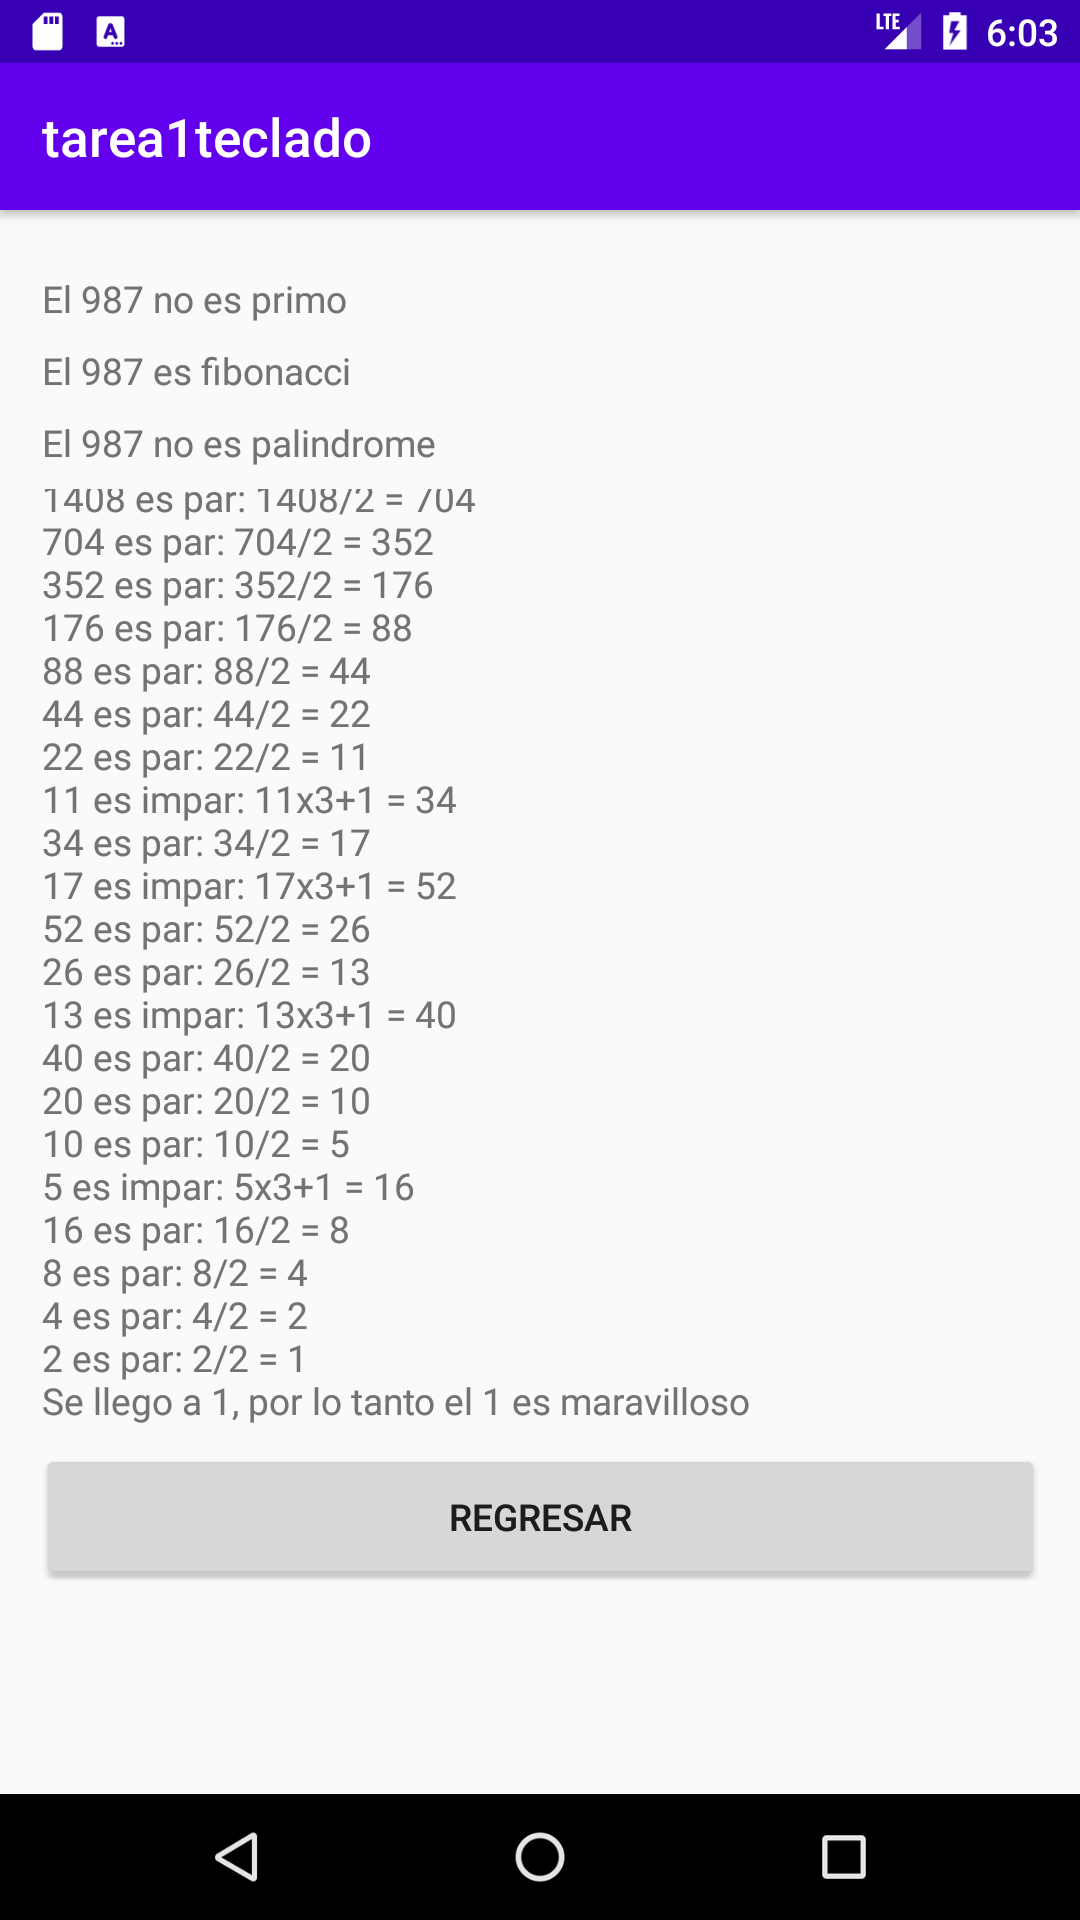 LTE 6:03
tarea1teclado
El 987 no es primo
El 987 es fibonacci
El 987 no es palindrome
1408 es par: 1408/2 = 704
704 es par: 704/2 = 352
352 es par: 352/2 = 176
176 es par: 176/2 = 88
88 es par: 88/2 = 44
44 es par: 44/2 = 22
22 es par: 22/2 = 11
11 es impar: 11x3+1 = 34
34 es par: 34/2 = 17
17 es impar: 17x3+1 = 52
52 es par: 52/2 = 26
26 es par: 26/2 = 13
13 es impar: 13x3+1 = 40
40 es par: 40/2 = 20
20 es par: 20/2 = 10
10 es par: 10/2 = 5
5 es impar: 5x3+1 = 16
16 es par: 16/2 = 8
8 es par: 8/2 = 4
4 es par: 4/2 = 2
2 es par: 2/2 = 1
Se llego a 1, por lo tanto el 1 es maravilloso
REGRESAR